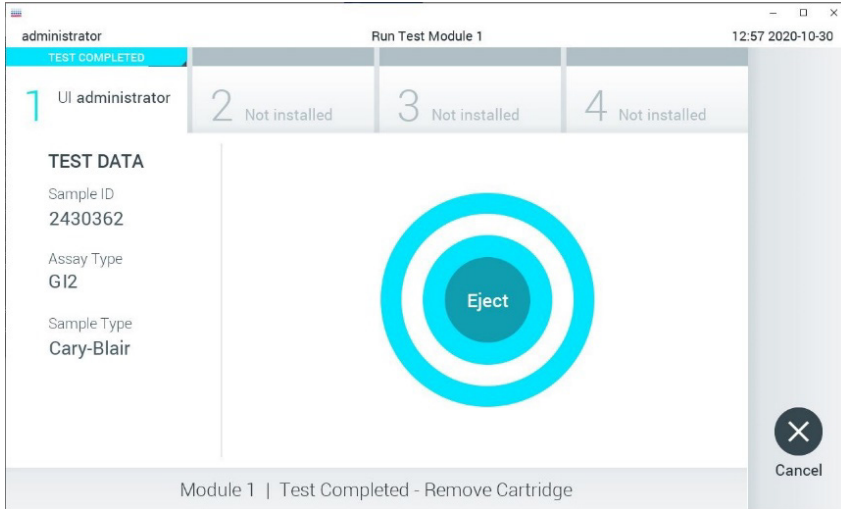 administrator Run Test Module 1 12:57 2020-10-30
TEST COMPLETED
1 UI administrator 2 Not installed 3 Not installed 4 Not installed
TEST DATA
Sample ID
2430362
Assay Type
GI2
Sample Type
Cary-Blair
Eject
Cancel
Module 1 | Test Completed - Remove Cartridge